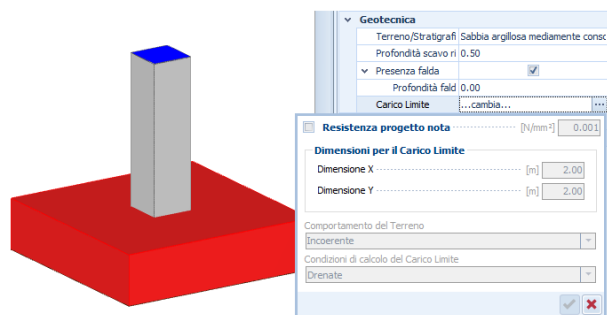 Geotecnica
Terreno/Stratigrafi Sabbia argillosa mediamente conso
Profondità scavo ri 0.50
Presenza falda
Profondità fald 0.00
Carico Limite ...cambia... ...
Resistenza progetto nota [N/mm²] 0.001
Dimensioni per il Carico Limite
Dimensione X [m] 2.00
Dimensione Y [m] 2.00
Comportamento del Terreno
Incoerente
Condizioni di calcolo del Carico Limite
Drenate